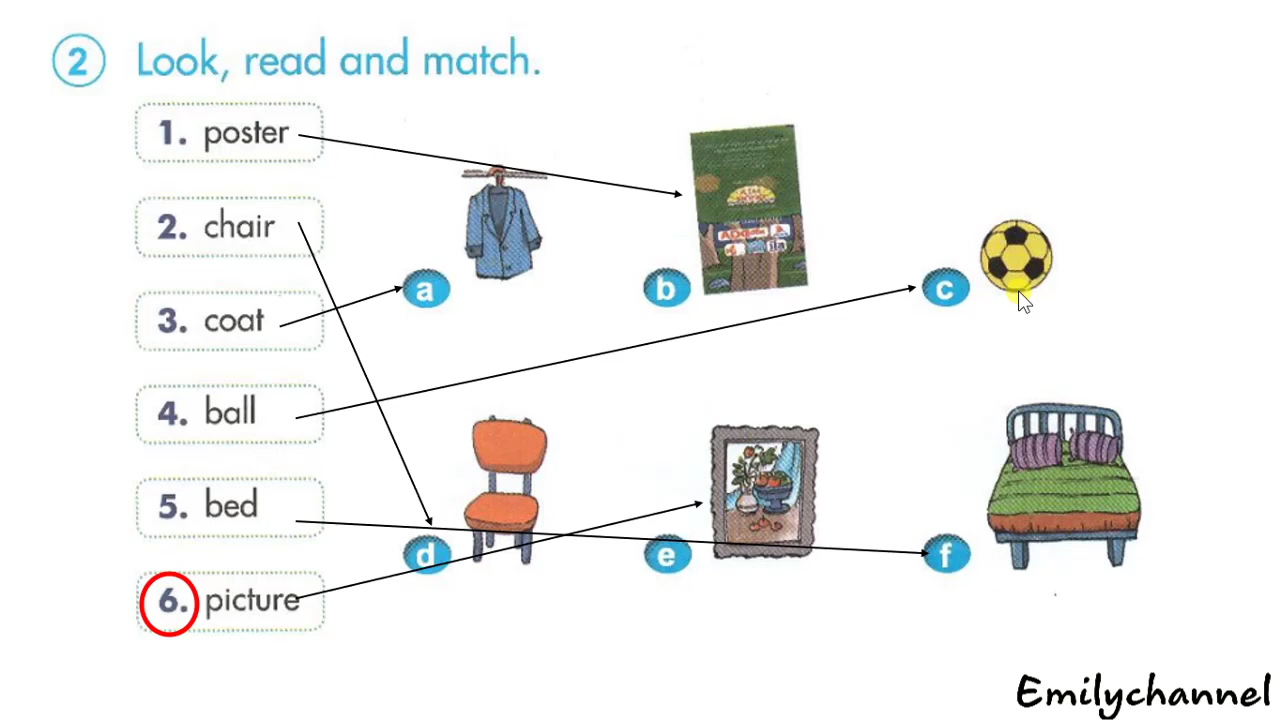 2 Look, read and match.
1. poster
2. chair
3. coat
4. ball
5. bed
6. picture
a
b
c
d
e
f
Emilychannel